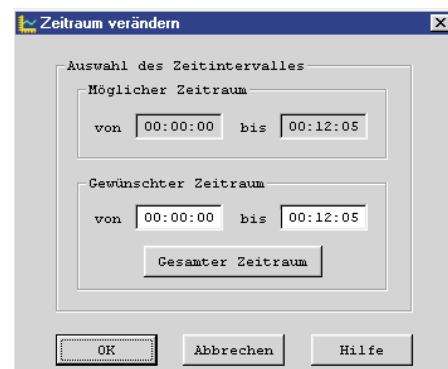 Zeitraum verändern
Auswahl des Zeitintervalles
Möglicher Zeitraum
von 00:00:00 bis 00:12:05
Gewünschter Zeitraum
von 00:00:00 bis 00:12:05
Gesamter Zeitraum
OK Abbrechen Hilfe